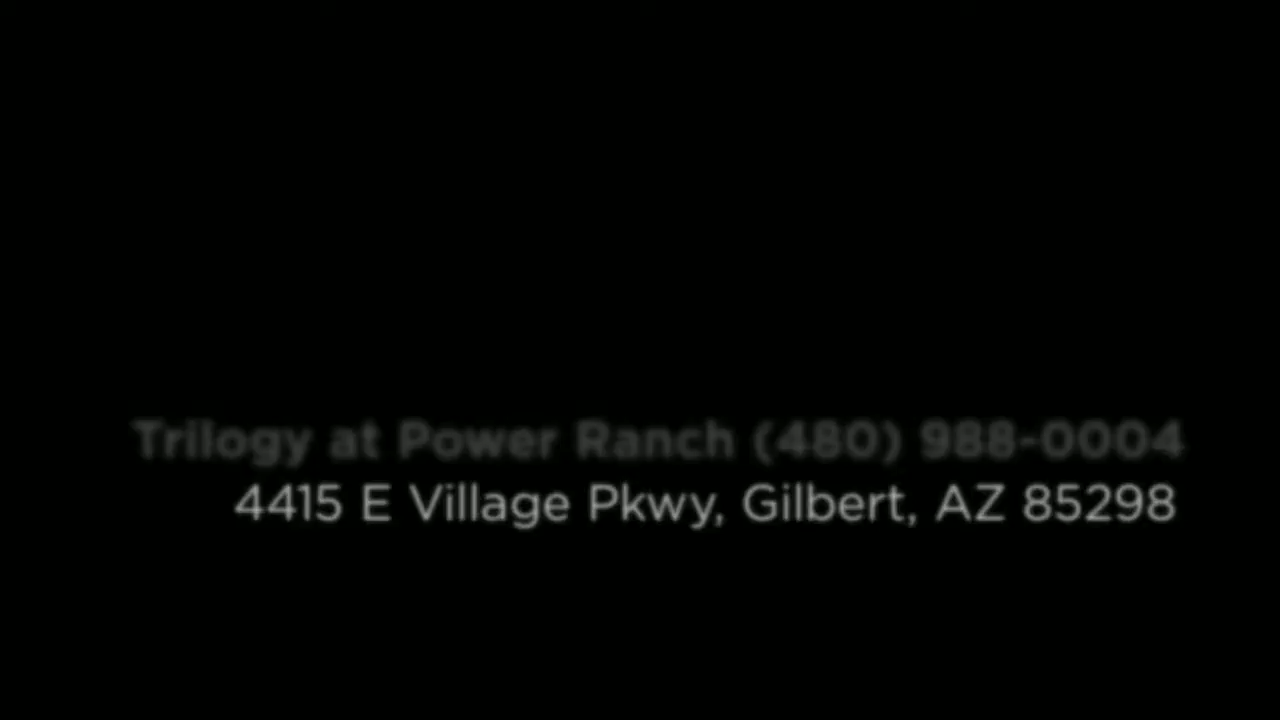 Trilogy at Power Ranch (480) 988-0004
4415 E Village Pkwy, Gilbert, AZ 85298